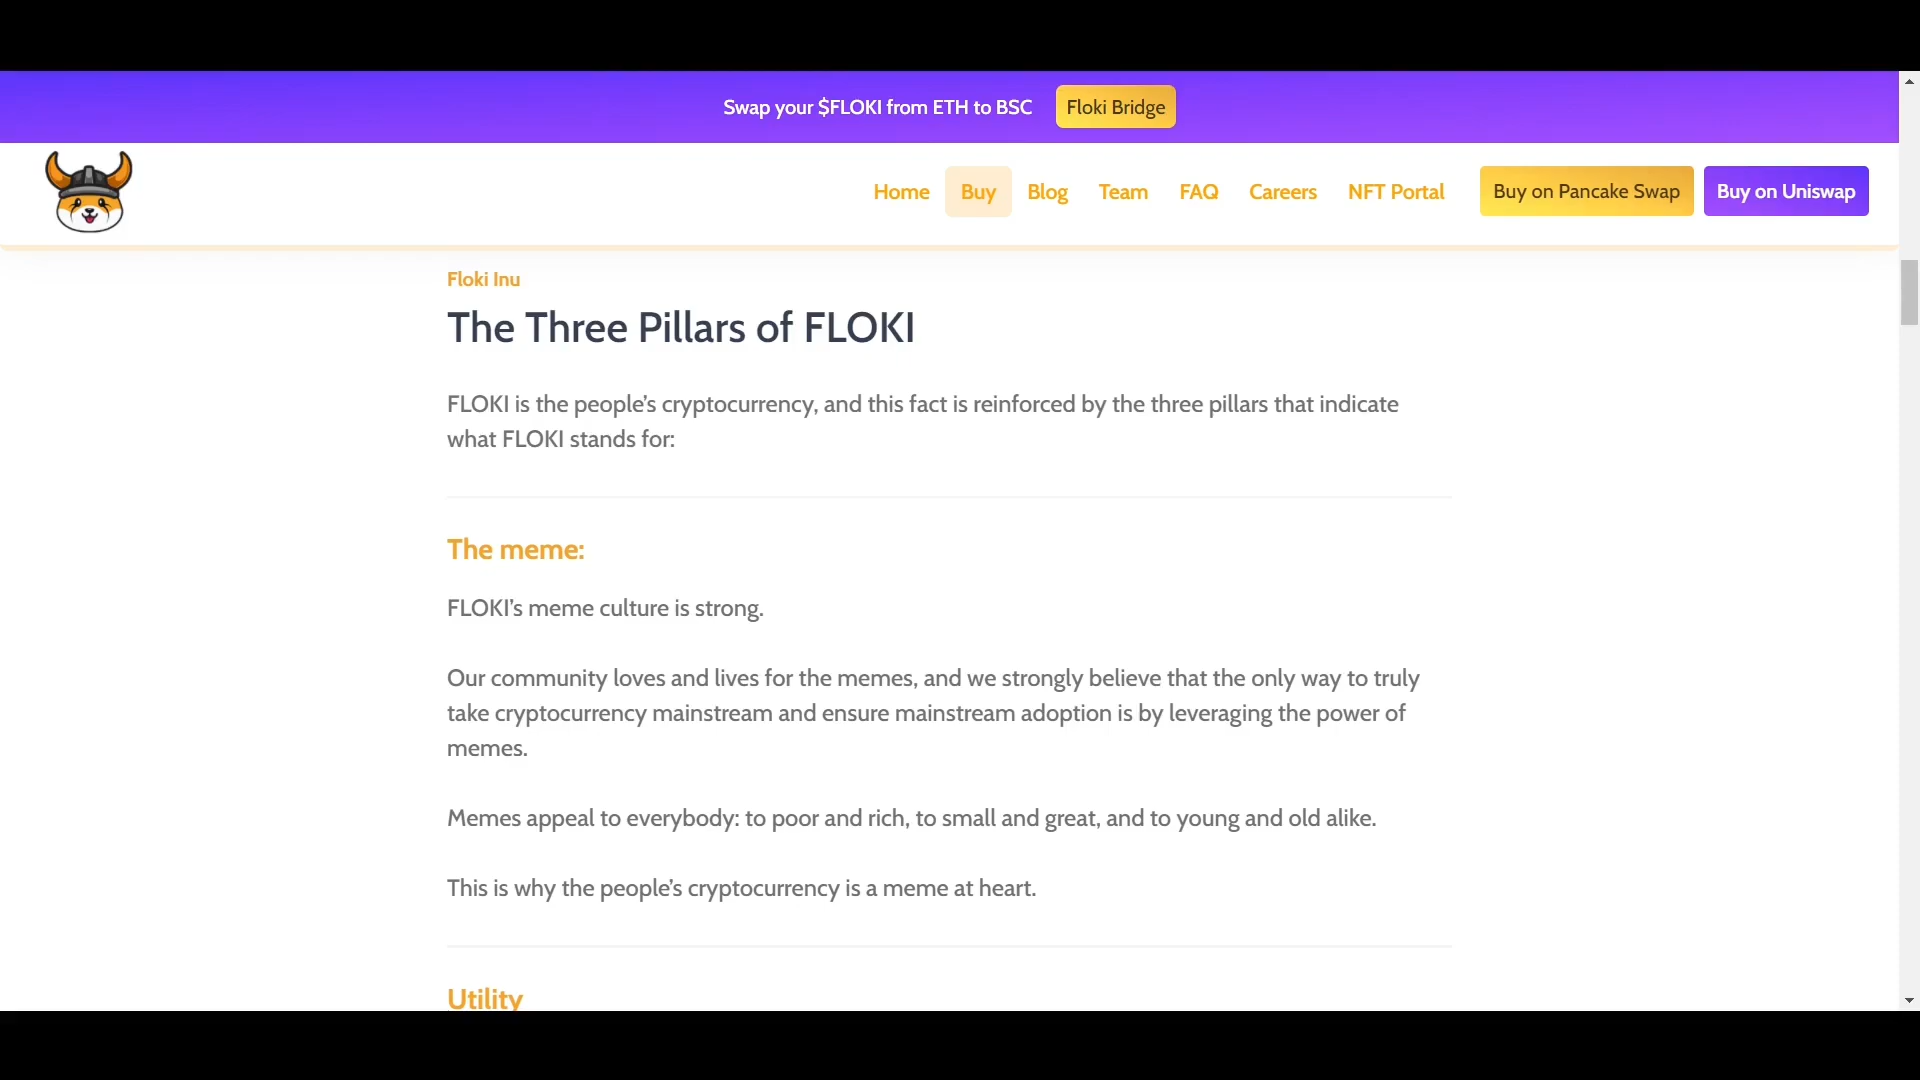 Swap your $FLOKI from ETH to BSC Floki Bridge
Home Buy Blog Team FAQ Careers NFT Portal Buy on Pancake Swap Buy on Uniswap
Floki Inu
The Three Pillars of FLOKI
FLOKI is the people's cryptocurrency, and this fact is reinforced by the three pillars that indicate
what FLOKI stands for:
The meme:
FLOKI's meme culture is strong.
Our community loves and lives for the memes, and we strongly believe that the only way to truly
take cryptocurrency mainstream and ensure mainstream adoption is by leveraging the power of
memes.
Memes appeal to everybody: to poor and rich, to small and great, and to young and old alike.
This is why the people's cryptocurrency is a meme at heart.
Utility